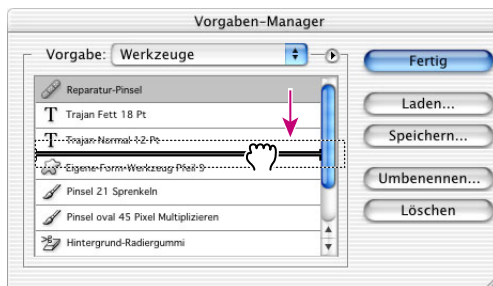 Vorgaben-Manager
Vorgabe: Werkzeuge
Reparatur-Pinsel
Trajan Fett 18 Pt
Trajan Normal 12 Pt
Eigene-Form-Werkzeug Pfeil 9
Pinsel 21 Sprenkeln
Pinsel oval 45 Pixel Multiplizieren
Hintergrund-Radiergummi
Fertig
Laden...
Speichern...
Umbenennen...
Löschen